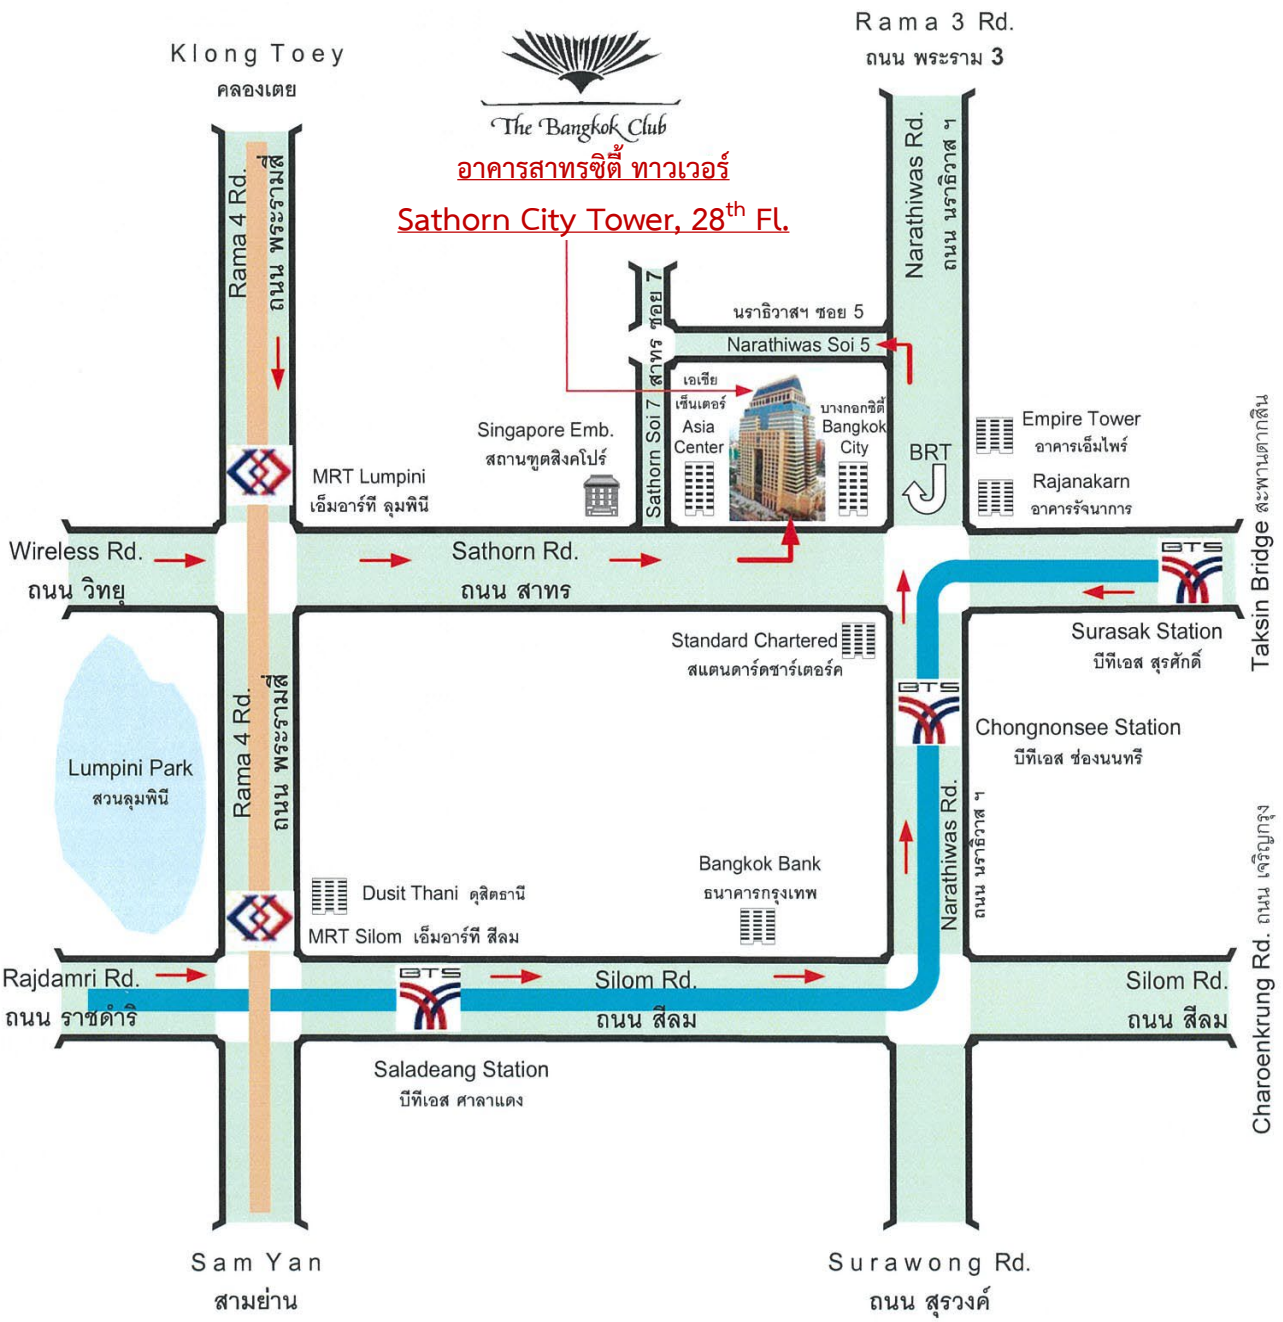 Klong Toey
คลองเตย
The Bangkok Club
อาคารสาทรซิตี้ ทาวเวอร์
Sathorn City Tower, 28th Fl.
Rama 3 Rd.
ถนน พระราม 3
Rama 4 Rd.
ถนน พระรามสี่
Narathiwas Rd.
ถนน นราธิวาส ฯ
สาทร ซอย 7
Sathorn Soi 7
นราธิวาสฯ ซอย 5
Narathiwas Soi 5
เอเชีย
เซ็นเตอร์
Asia
Center
บางกอกซิตี้
Bangkok
City
Singapore Emb.
สถานฑูตสิงคโปร์
BRT
Empire Tower
อาคารเอ็มไพร์
Rajanakarn
อาคารรัจนาการ
MRT Lumpini
เอ็มอาร์ที ลุมพินี
Wireless Rd.
ถนน วิทยุ
Sathorn Rd.
ถนน สาทร
BTS
Surasak Station
บีทีเอส สุรศักดิ์
Taksin Bridge สะพานตากสิน
Standard Chartered
สแตนดาร์ดชาร์เตอร์ค
BTS
Chongnonsee Station
บีทีเอส ช่องนนทรี
Rama 4 Rd.
ถนน พระรามสี่
Lumpini Park
สวนลุมพินี
Narathiwas Rd.
ถนน นราธิวาส ฯ
Bangkok Bank
ธนาคารกรุงเทพ
Dusit Thani ดุสิตธานี
MRT Silom เอ็มอาร์ที สีลม
Rajdamri Rd.
ถนน ราชดำริ
BTS
Silom Rd.
ถนน สีลม
Silom Rd.
ถนน สีลม
Charoenkrung Rd. ถนน เจริญกรุง
Saladeang Station
บีทีเอส ศาลาแดง
Sam Yan
สามย่าน
Surawong Rd.
ถนน สุรวงค์